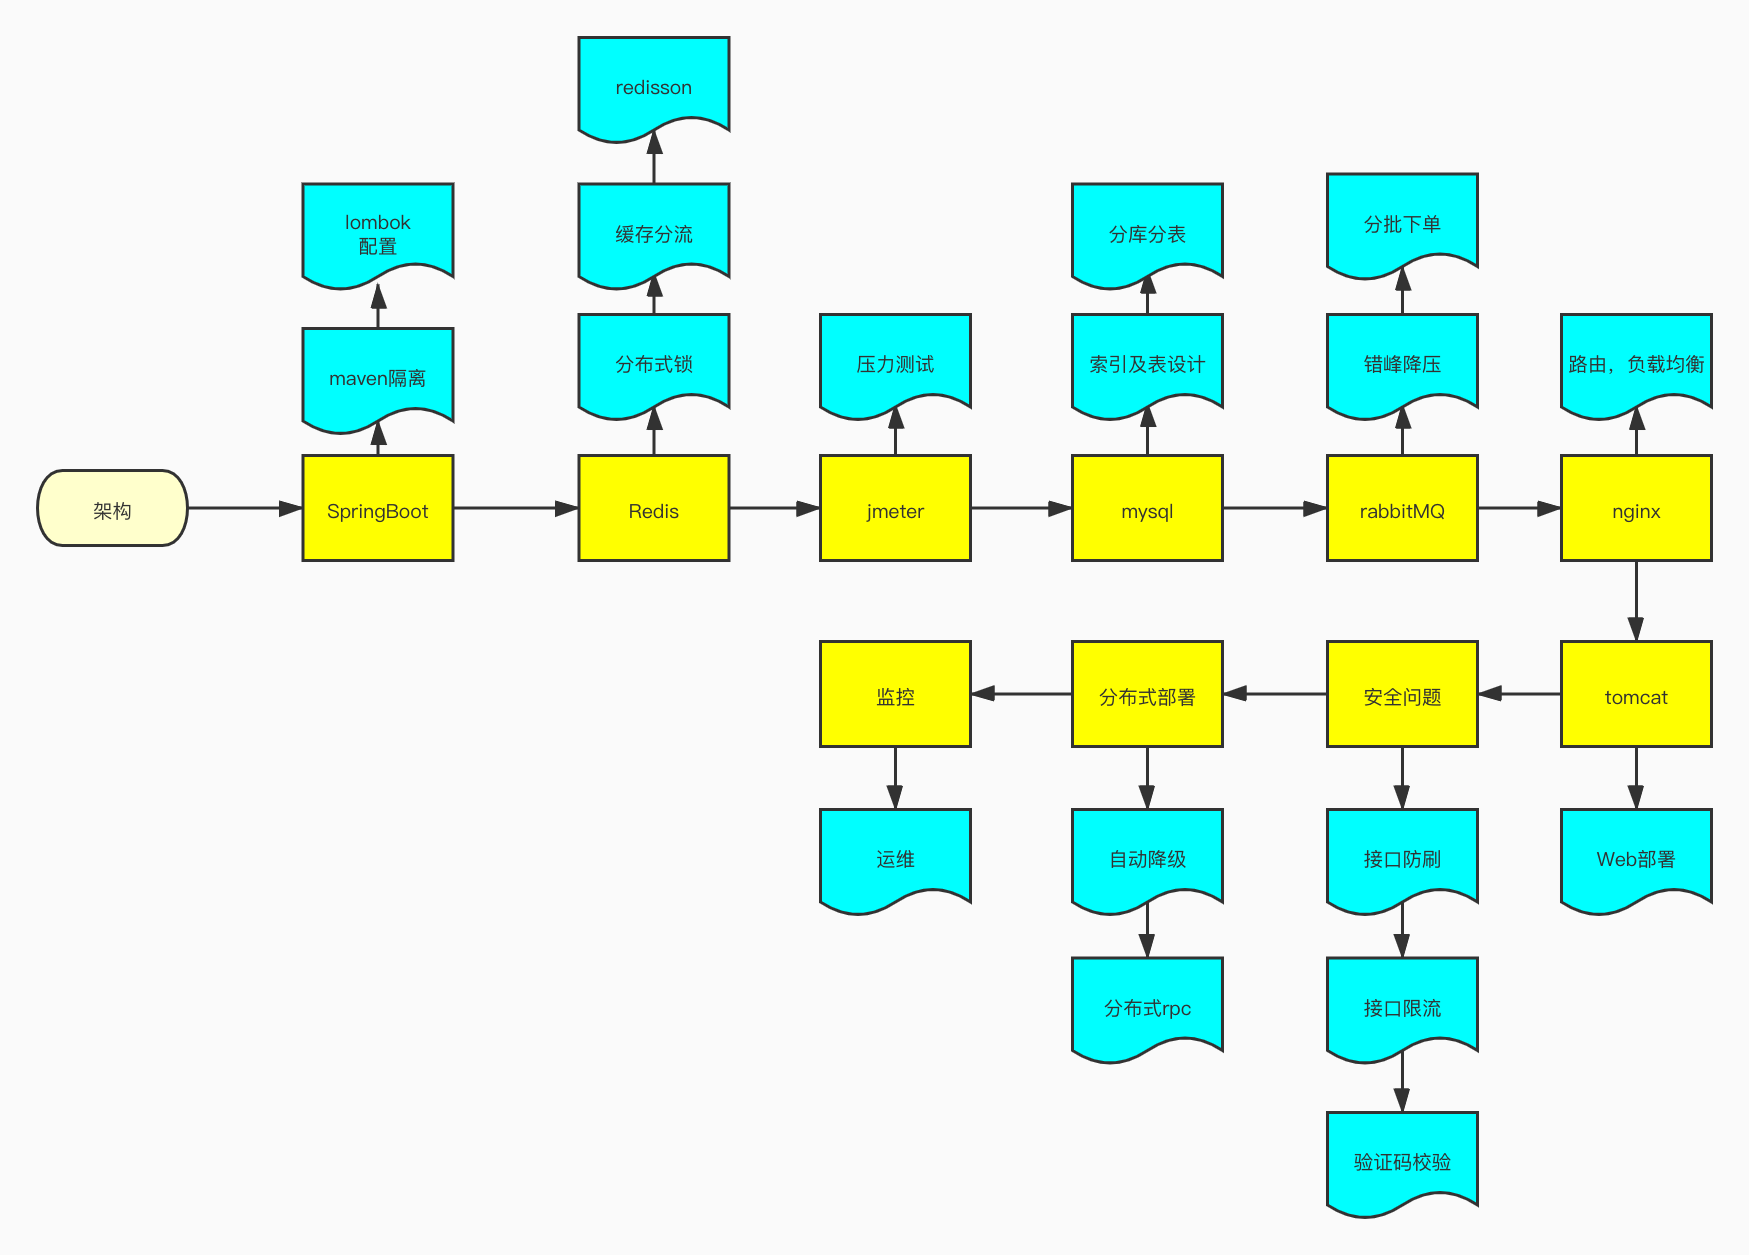 redisson
lombok
配置
缓存分流
分库分表
分批下单
maven隔离
分布式锁
压力测试
索引及表设计
错峰降压
路由，负载均衡
架构
SpringBoot
Redis
jmeter
mysql
rabbitMQ
nginx
监控
分布式部署
安全问题
tomcat
运维
自动降级
接口防刷
Web部署
分布式rpc
接口限流
验证码校验